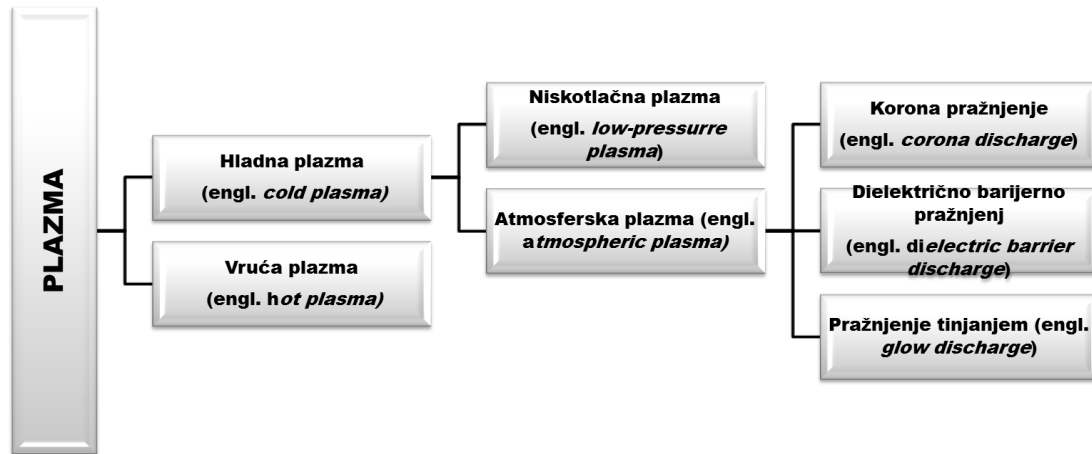 PLAZMA
Hladna plazma
(engl. cold plasma)
Vruća plazma
(engl. hot plasma)
Niskotlačna plazma
(engl. low-pressurre
plasma)
Atmosferska plazma (engl.
atmospheric plasma)
Korona pražnjenje
(engl. corona discharge)
Dielektrično barijerno
pražnjenj
(engl. dielectric barrier
discharge)
Pražnjenje tinjanjem (engl.
glow discharge)